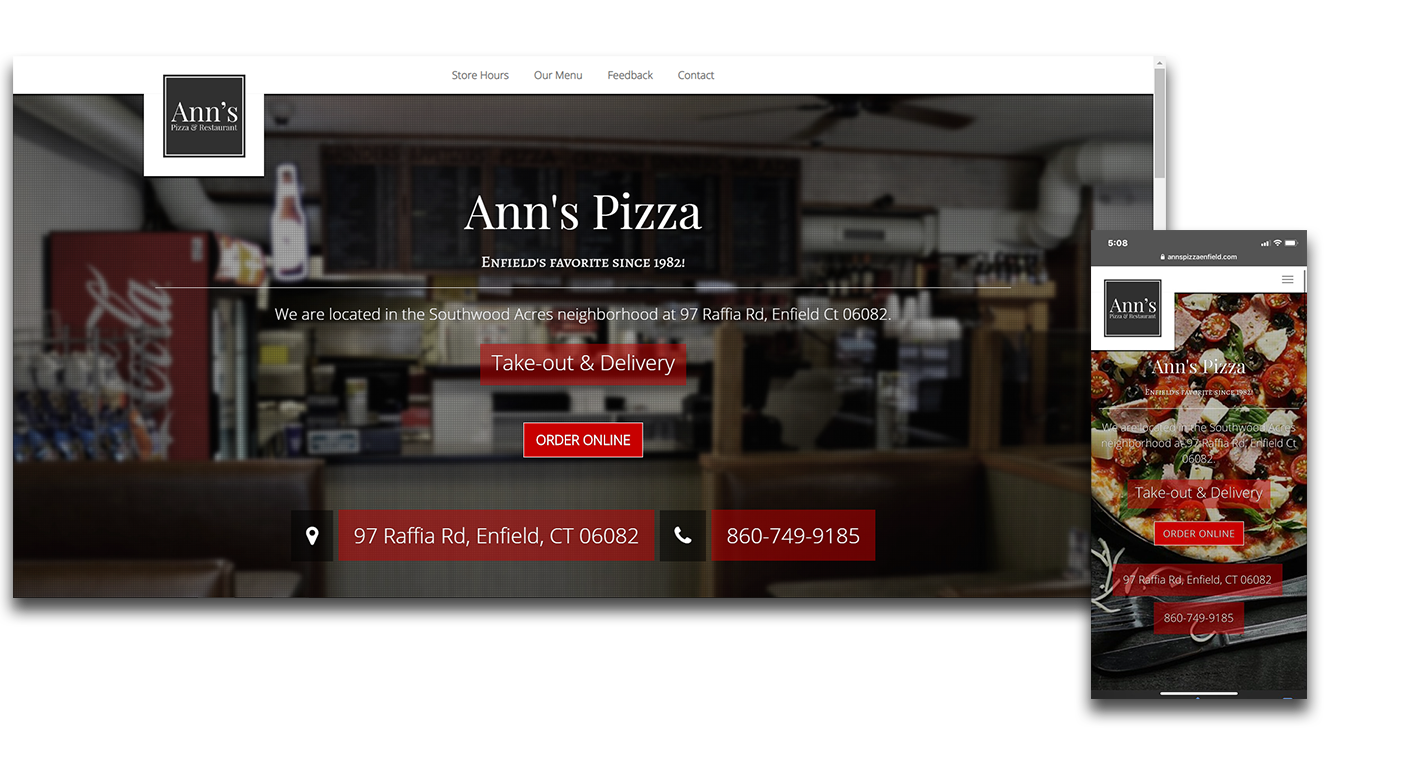 Store Hours Our Menu Feedback Contact
Ann's
Pizza & Restaurant
Ann's Pizza
Enfield's favorite since 1982!
We are located in the Southwood Acres neighborhood at 97 Raffia Rd, Enfield Ct 06082.
Take-out & Delivery
ORDER ONLINE
97 Raffia Rd, Enfield, CT 06082
860-749-9185
Coca Cola
5:08
annspizzaenfield.com
Ann's
Pizza & Restaurant
Ann's Pizza
Enfield's favorite since 1982!
We are located in the Southwood Acres
neighborhood at 97 Raffia Rd, Enfield Ct
06082.
Take-out & Delivery
ORDER ONLINE
97 Raffia Rd, Enfield, CT 06082
860-749-9185